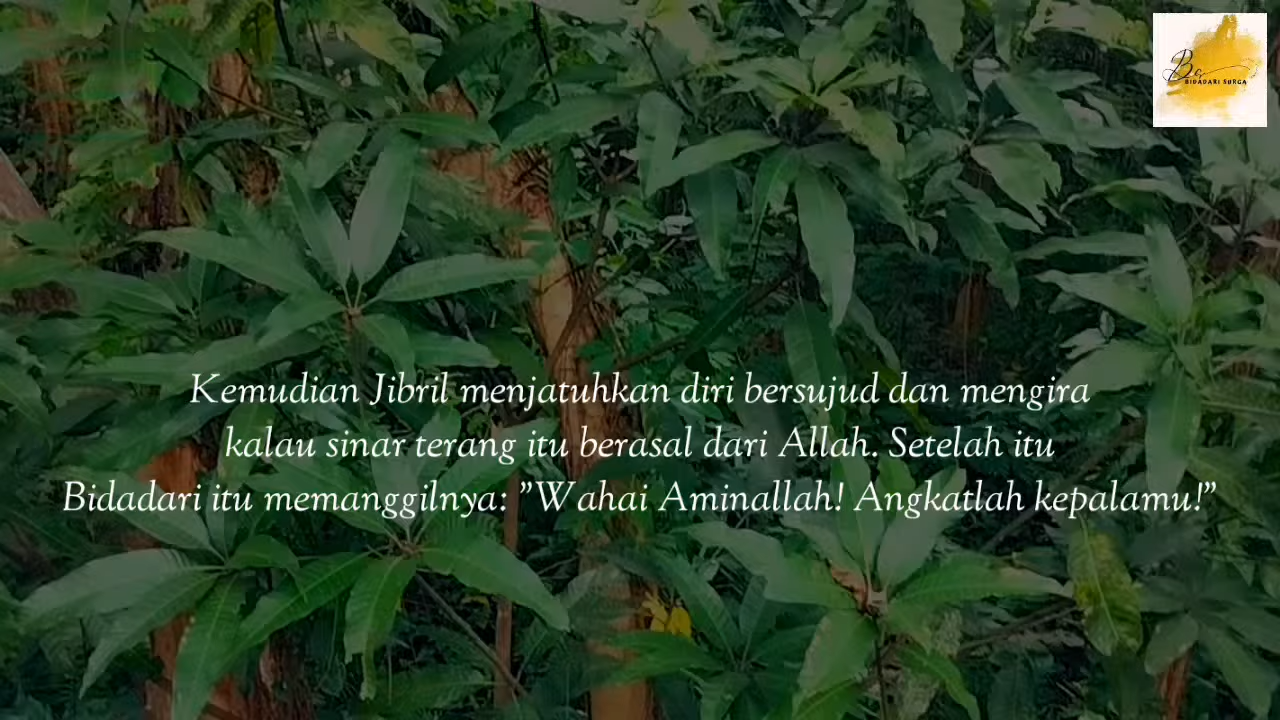 Bs
BIDADARI SURGA
Kemudian Jibril menjatuhkan diri bersujud dan mengira
kalau sinar terang itu berasal dari Allah. Setelah itu
Bidadari itu memanggilnya: ”Wahai Aminallah! Angkatlah kepalamu!”